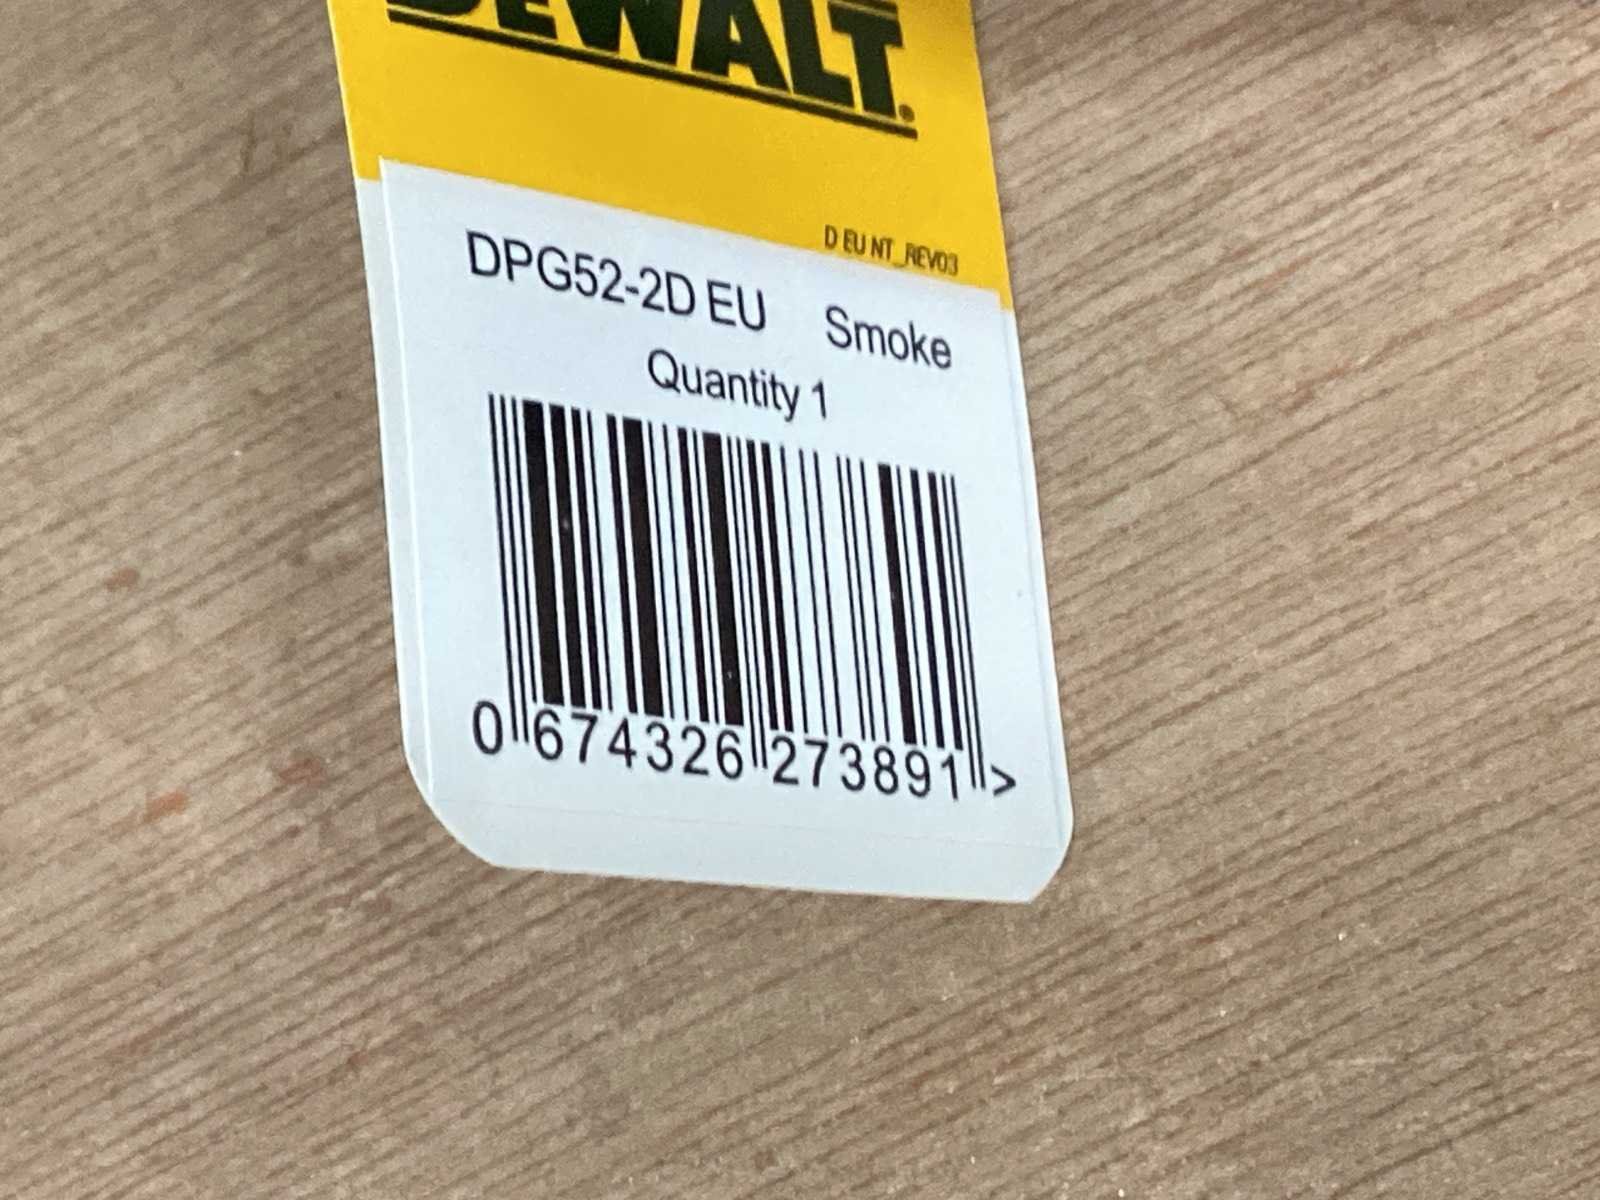 DEWALT.
D EU NT_REV03
DPG52-2D EU Smoke
Quantity 1
0 674326 273891 >